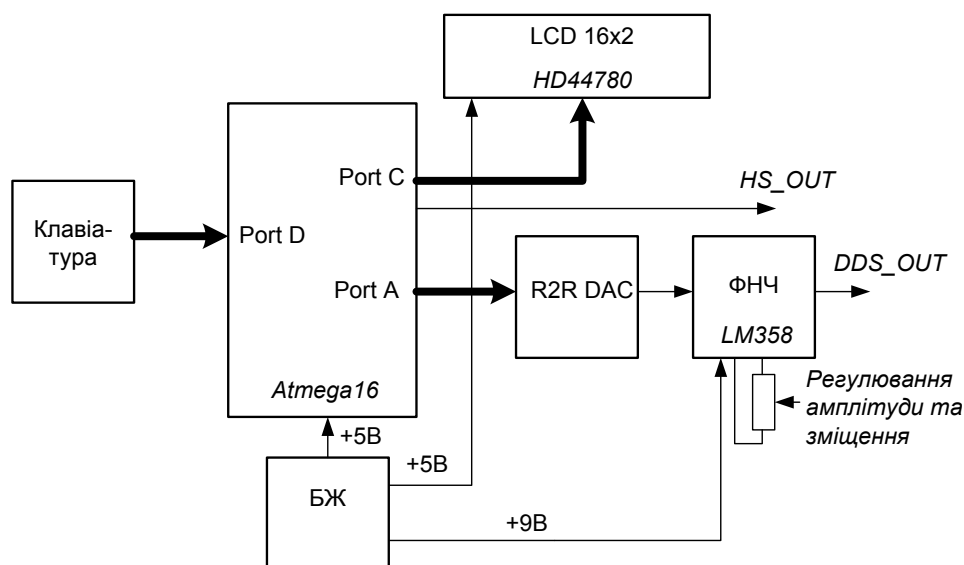 LCD 16x2
HD44780
Port C
HS_OUT
Клавіа-
тура
Port D
Port A
R2R DAC
ФНЧ
LM358
DDS_OUT
Atmega16
Регулювання
амплітуди та
зміщення
+5В
+5В
БЖ
+9В